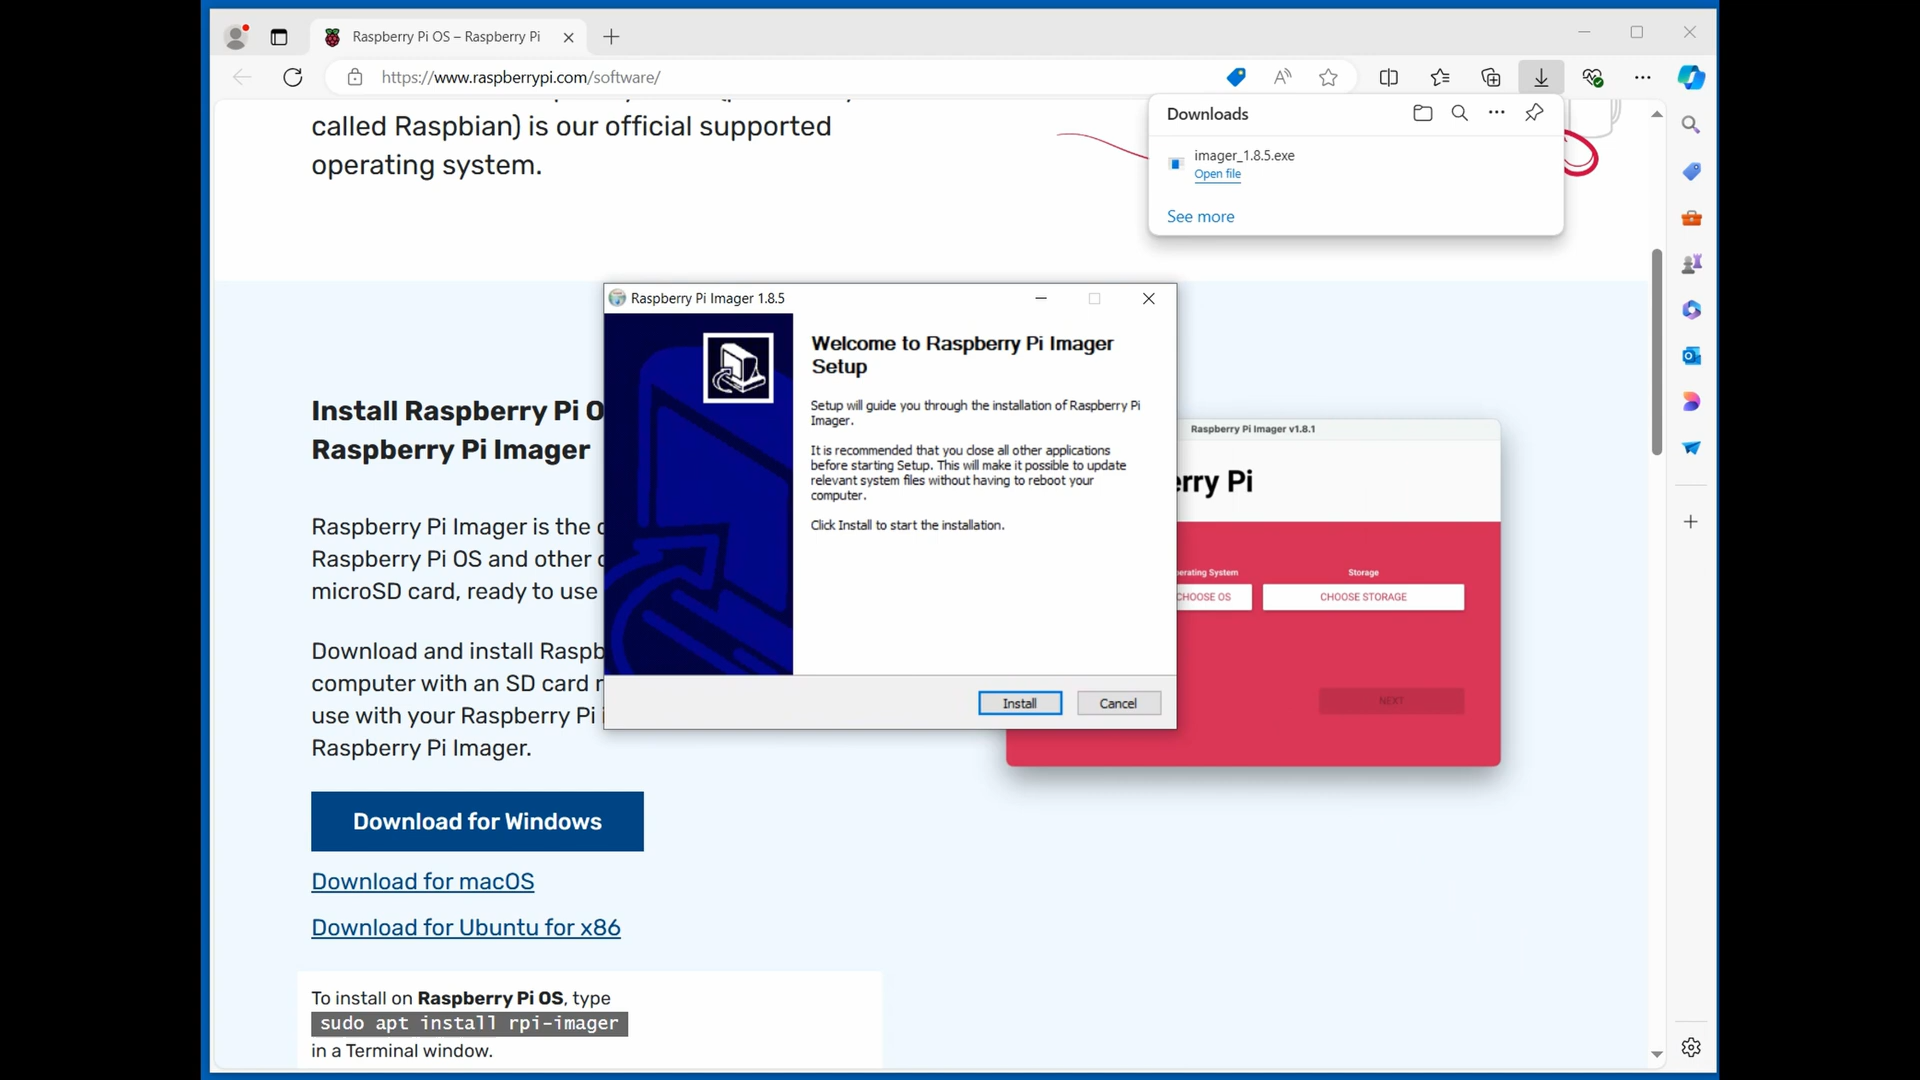 Raspberry Pi OS – Raspberry Pi
https://www.raspberrypi.com/software/
called Raspbian) is our official supported
operating system.
Downloads
imager_1.8.5.exe
Open file
See more
Raspberry Pi Imager 1.8.5
Welcome to Raspberry Pi Imager
Setup
Setup will guide you through the installation of Raspberry Pi
Imager.
It is recommended that you close all other applications
before starting Setup. This will make it possible to update
relevant system files without having to reboot your
computer.
Click Install to start the installation.
Install
Cancel
Install Raspberry Pi O
Raspberry Pi Imager
Raspberry Pi Imager is the
Raspberry Pi OS and other
microSD card, ready to use
Download and install Raspb
computer with an SD card
use with your Raspberry Pi
Raspberry Pi Imager.
Raspberry Pi Imager v1.8.1
erry Pi
erating System
Storage
CHOOSE OS
CHOOSE STORAGE
NEXT
Download for Windows
Download for macOS
Download for Ubuntu for x86
To install on Raspberry Pi OS, type
sudo apt install rpi-imager
in a Terminal window.